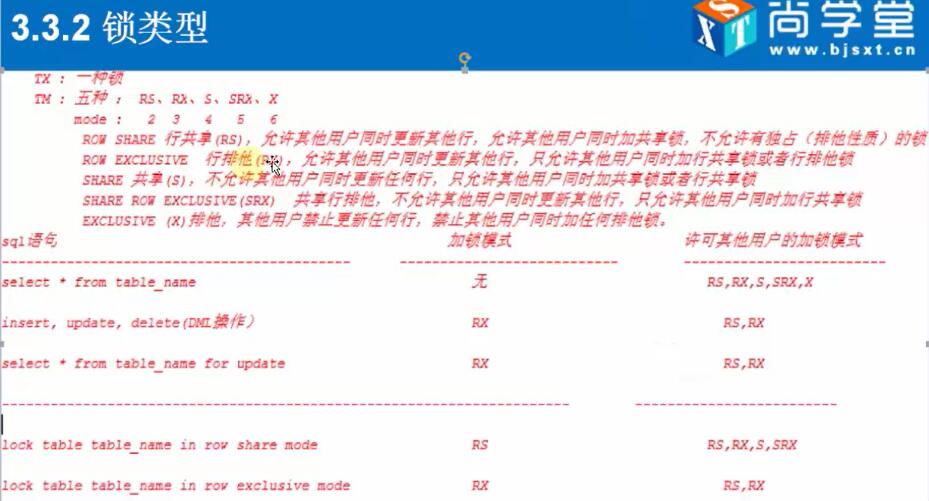 3.3.2 锁类型
尚学堂
SXT
www.bjsxt.cn
TX : 一种锁
TM : 五种 : RS、RX、S、SRX、X
mode : 2 3 4 5 6
ROW SHARE 行共享(RS), 允许其他用户同时更新其他行, 允许其他用户同时加共享锁, 不允许有独占(排他性质)的锁
ROW EXCLUSIVE 行排他(RX), 允许其他用户同时更新其他行, 只允许其他用户同时加行共享锁或者行排他锁
SHARE 共享(S), 不允许其他用户同时更新任何行, 只允许其他用户同时加共享锁或者行共享锁
SHARE ROW EXCLUSIVE(SRX) 共享行排他, 不允许其他用户同时更新其他行, 只允许其他用户同时加行共享锁
EXCLUSIVE (X)排他, 其他用户禁止更新任何行, 禁止其他用户同时加任何排他锁。
sql语句 加锁模式 许可其他用户的加锁模式
select * from table_name 无 RS,RX,S,SRX,X
insert, update, delete(DML操作) RX RS,RX
select * from table_name for update RX RS,RX
lock table table_name in row share mode RS RS,RX,S,SRX
lock table table_name in row exclusive mode RX RS,RX